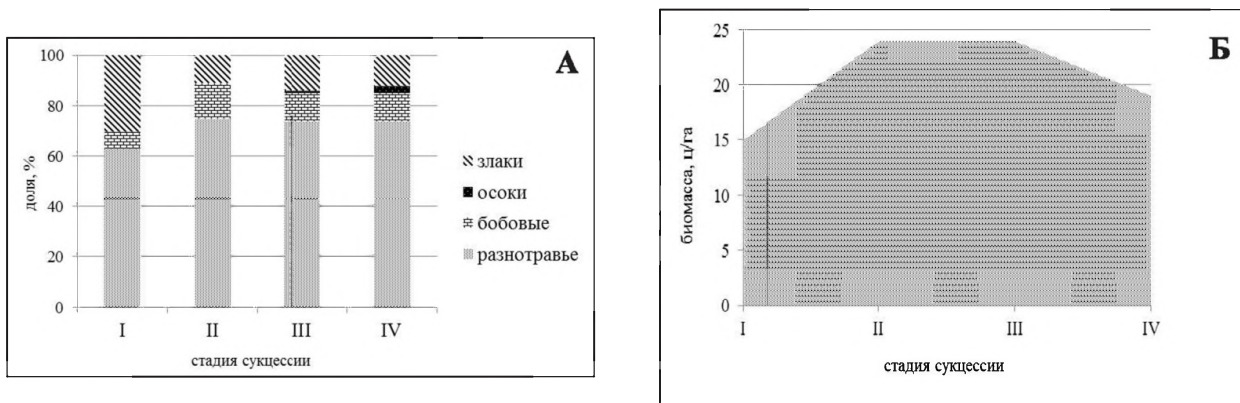 А
100
80
60
40
20
0
доля, %
I II III IV
стадия сукцессии
злаки
осоки
бобовые
разнотравье
Б
25
20
15
10
5
0
биомасса, ц/га
I II III IV
стадия сукцессии